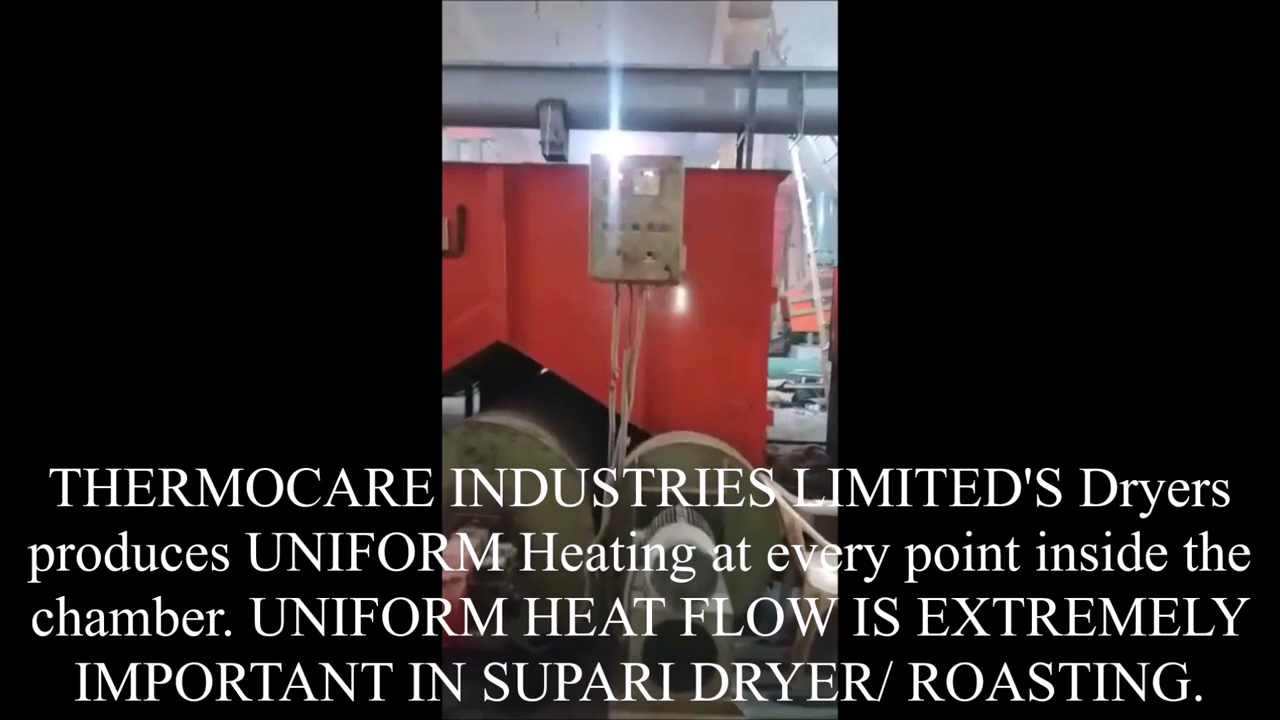 THERMOCARE INDUSTRIES LIMITED'S Dryers
produces UNIFORM Heating at every point inside the
chamber. UNIFORM HEAT FLOW IS EXTREMELY
IMPORTANT IN SUPARI DRYER/ ROASTING.